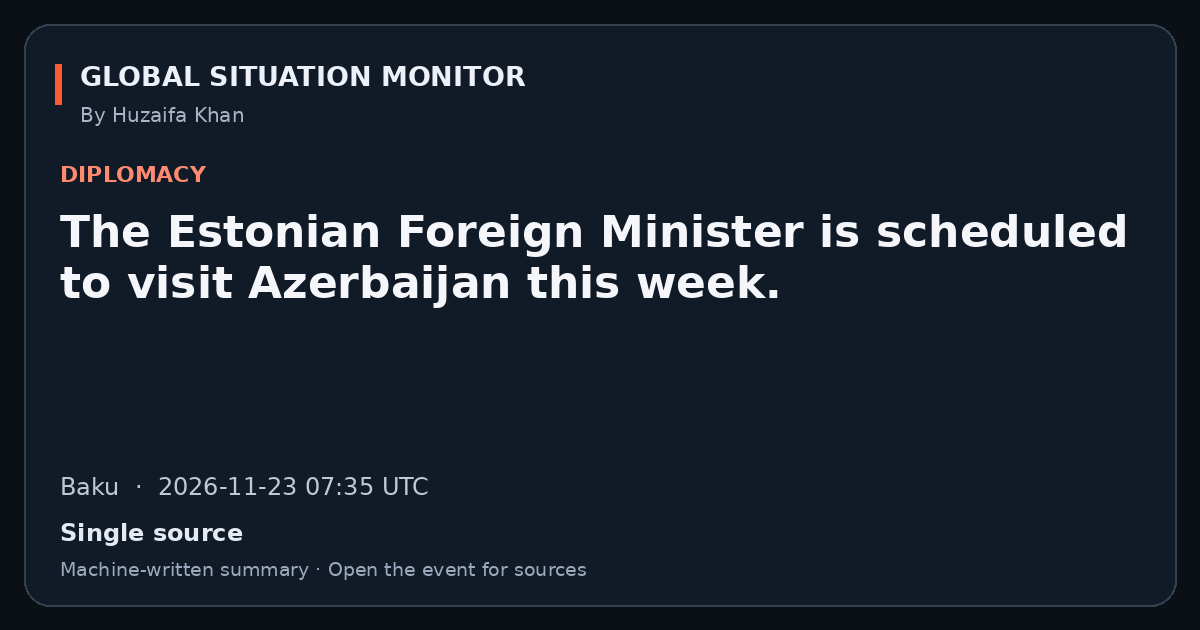 GLOBAL SITUATION MONITOR
By Huzaifa Khan
DIPLOMACY
The Estonian Foreign Minister is scheduled
to visit Azerbaijan this week.
Baku · 2026-11-23 07:35 UTC
Single source
Machine-written summary · Open the event for sources